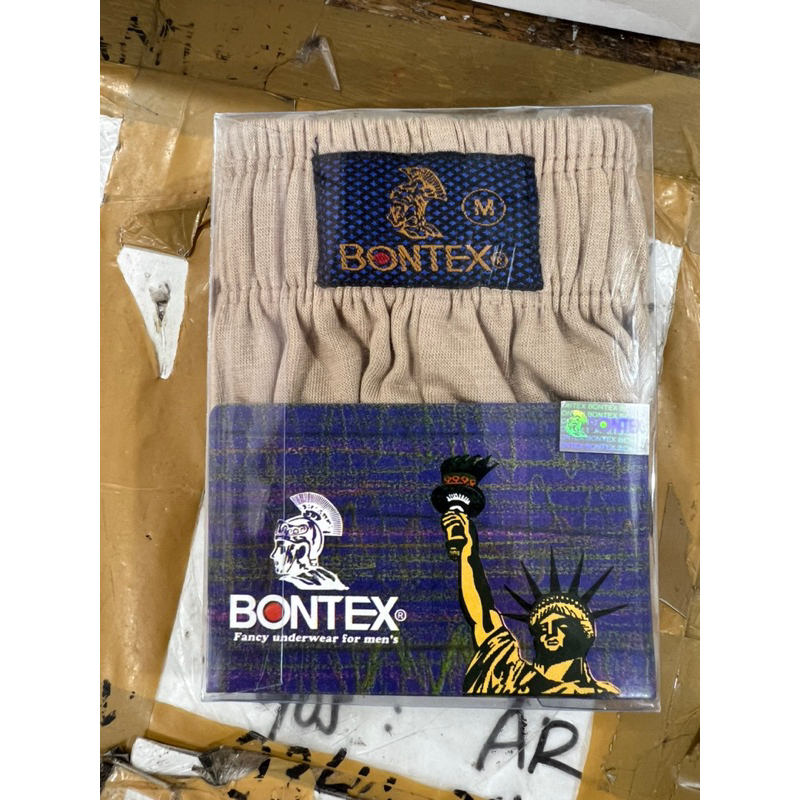 M
BONTEX®
BONTEX
BONTEX®
Fancy underwear for men's
AR